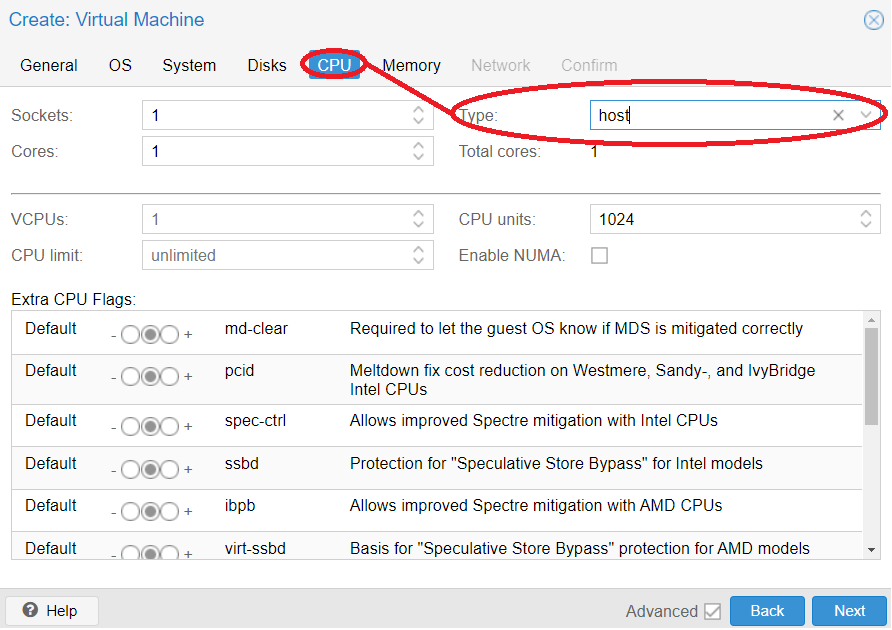 Create: Virtual Machine
General OS System Disks CPU Memory Network Confirm
Sockets: 1 Type: host
Cores: 1 Total cores: 1
VCPUs: 1 CPU units: 1024
CPU limit: unlimited Enable NUMA:
Extra CPU Flags:
Default - + md-clear Required to let the guest OS know if MDS is mitigated correctly
Default - + pcid Meltdown fix cost reduction on Westmere, Sandy-, and IvyBridge
Intel CPUs
Default - + spec-ctrl Allows improved Spectre mitigation with Intel CPUs
Default - + ssbd Protection for "Speculative Store Bypass" for Intel models
Default - + ibpb Allows improved Spectre mitigation with AMD CPUs
Default - + virt-ssbd Basis for "Speculative Store Bypass" protection for AMD models
? Help Advanced Back Next